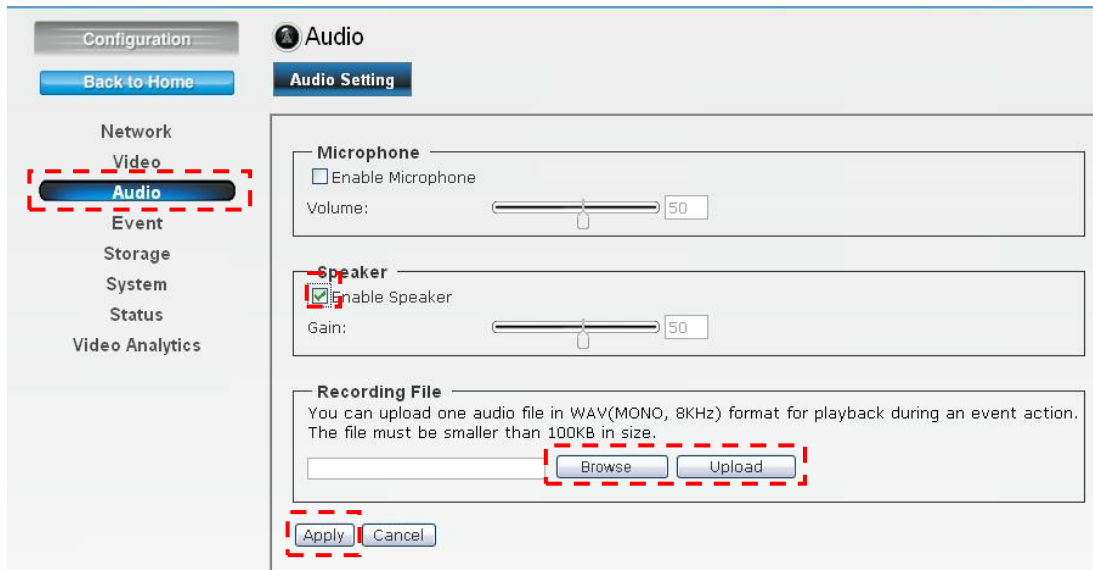 Configuration
Audio
Back to Home
Audio Setting
Network
Video
Audio
Event
Storage
System
Status
Video Analytics
Microphone
Enable Microphone
Volume: 50
Speaker
Enable Speaker
Gain: 50
Recording File
You can upload one audio file in WAV(MONO, 8KHz) format for playback during an event action.
The file must be smaller than 100KB in size.
Browse Upload
Apply Cancel